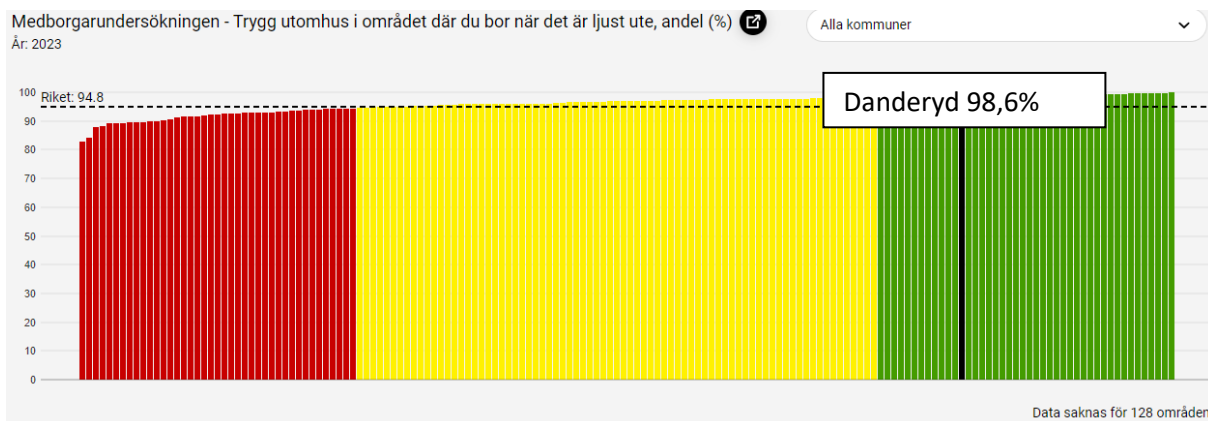 Medborgarundersökningen - Trygg utomhus i området där du bor när det är ljust ute, andel (%)
Alla kommuner
År: 2023
100
Riket: 94.8
Danderyd 98,6%
90
80
70
60
50
40
30
20
10
0
Data saknas för 128 områden